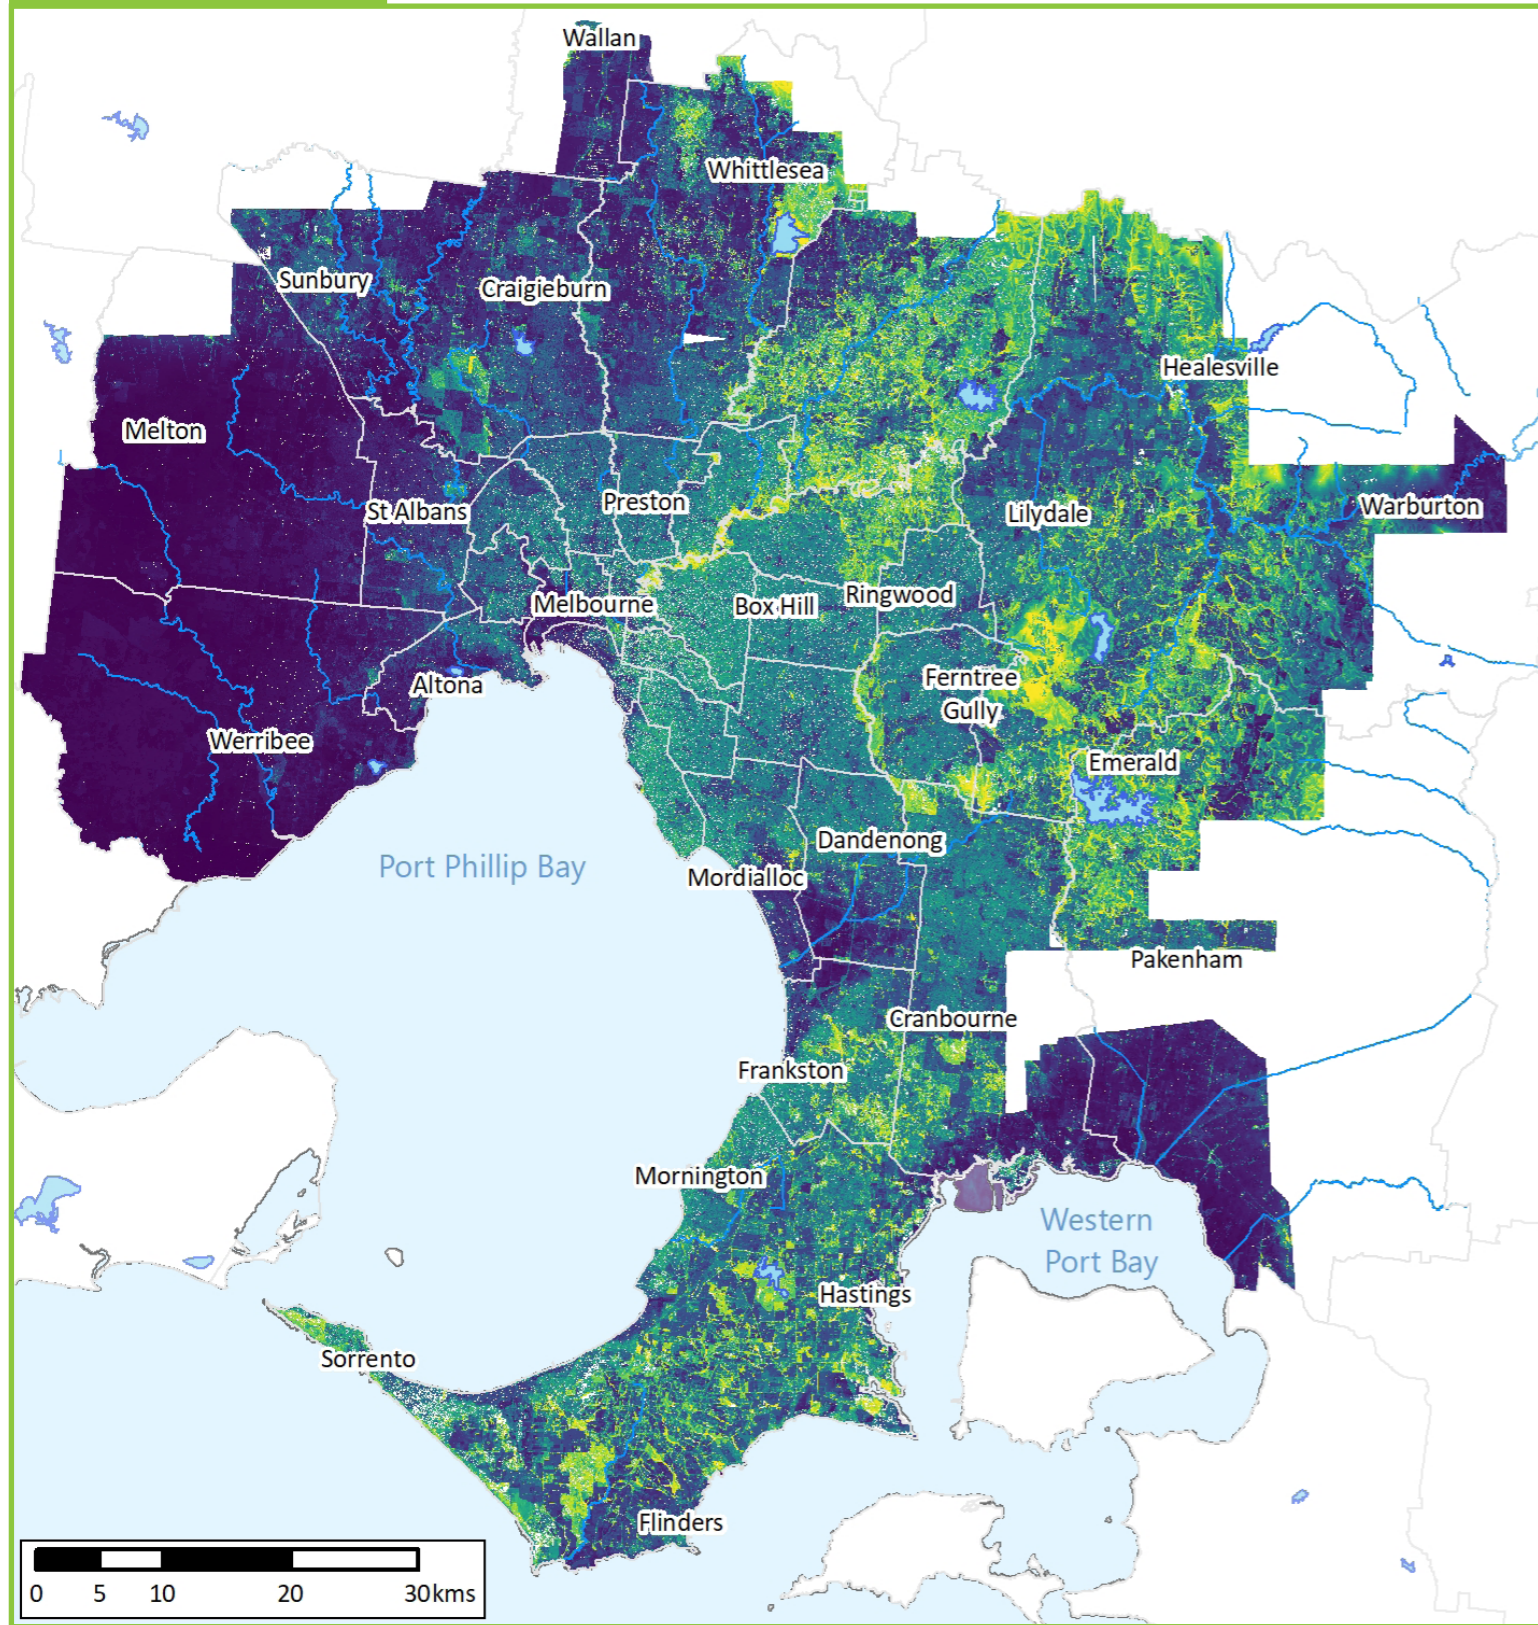 Wallan
Whittlesea
Sunbury
Craigieburn
Healesville
Melton
St Albans
Preston
Lilydale
Warburton
Melbourne
Box Hill
Ringwood
Altona
Ferntree
Gully
Werribee
Emerald
Port Phillip Bay
Dandenong
Mordialloc
Pakenham
Cranbourne
Frankston
Mornington
Western
Port Bay
Hastings
Sorrento
Flinders
0 5 10 20 30kms